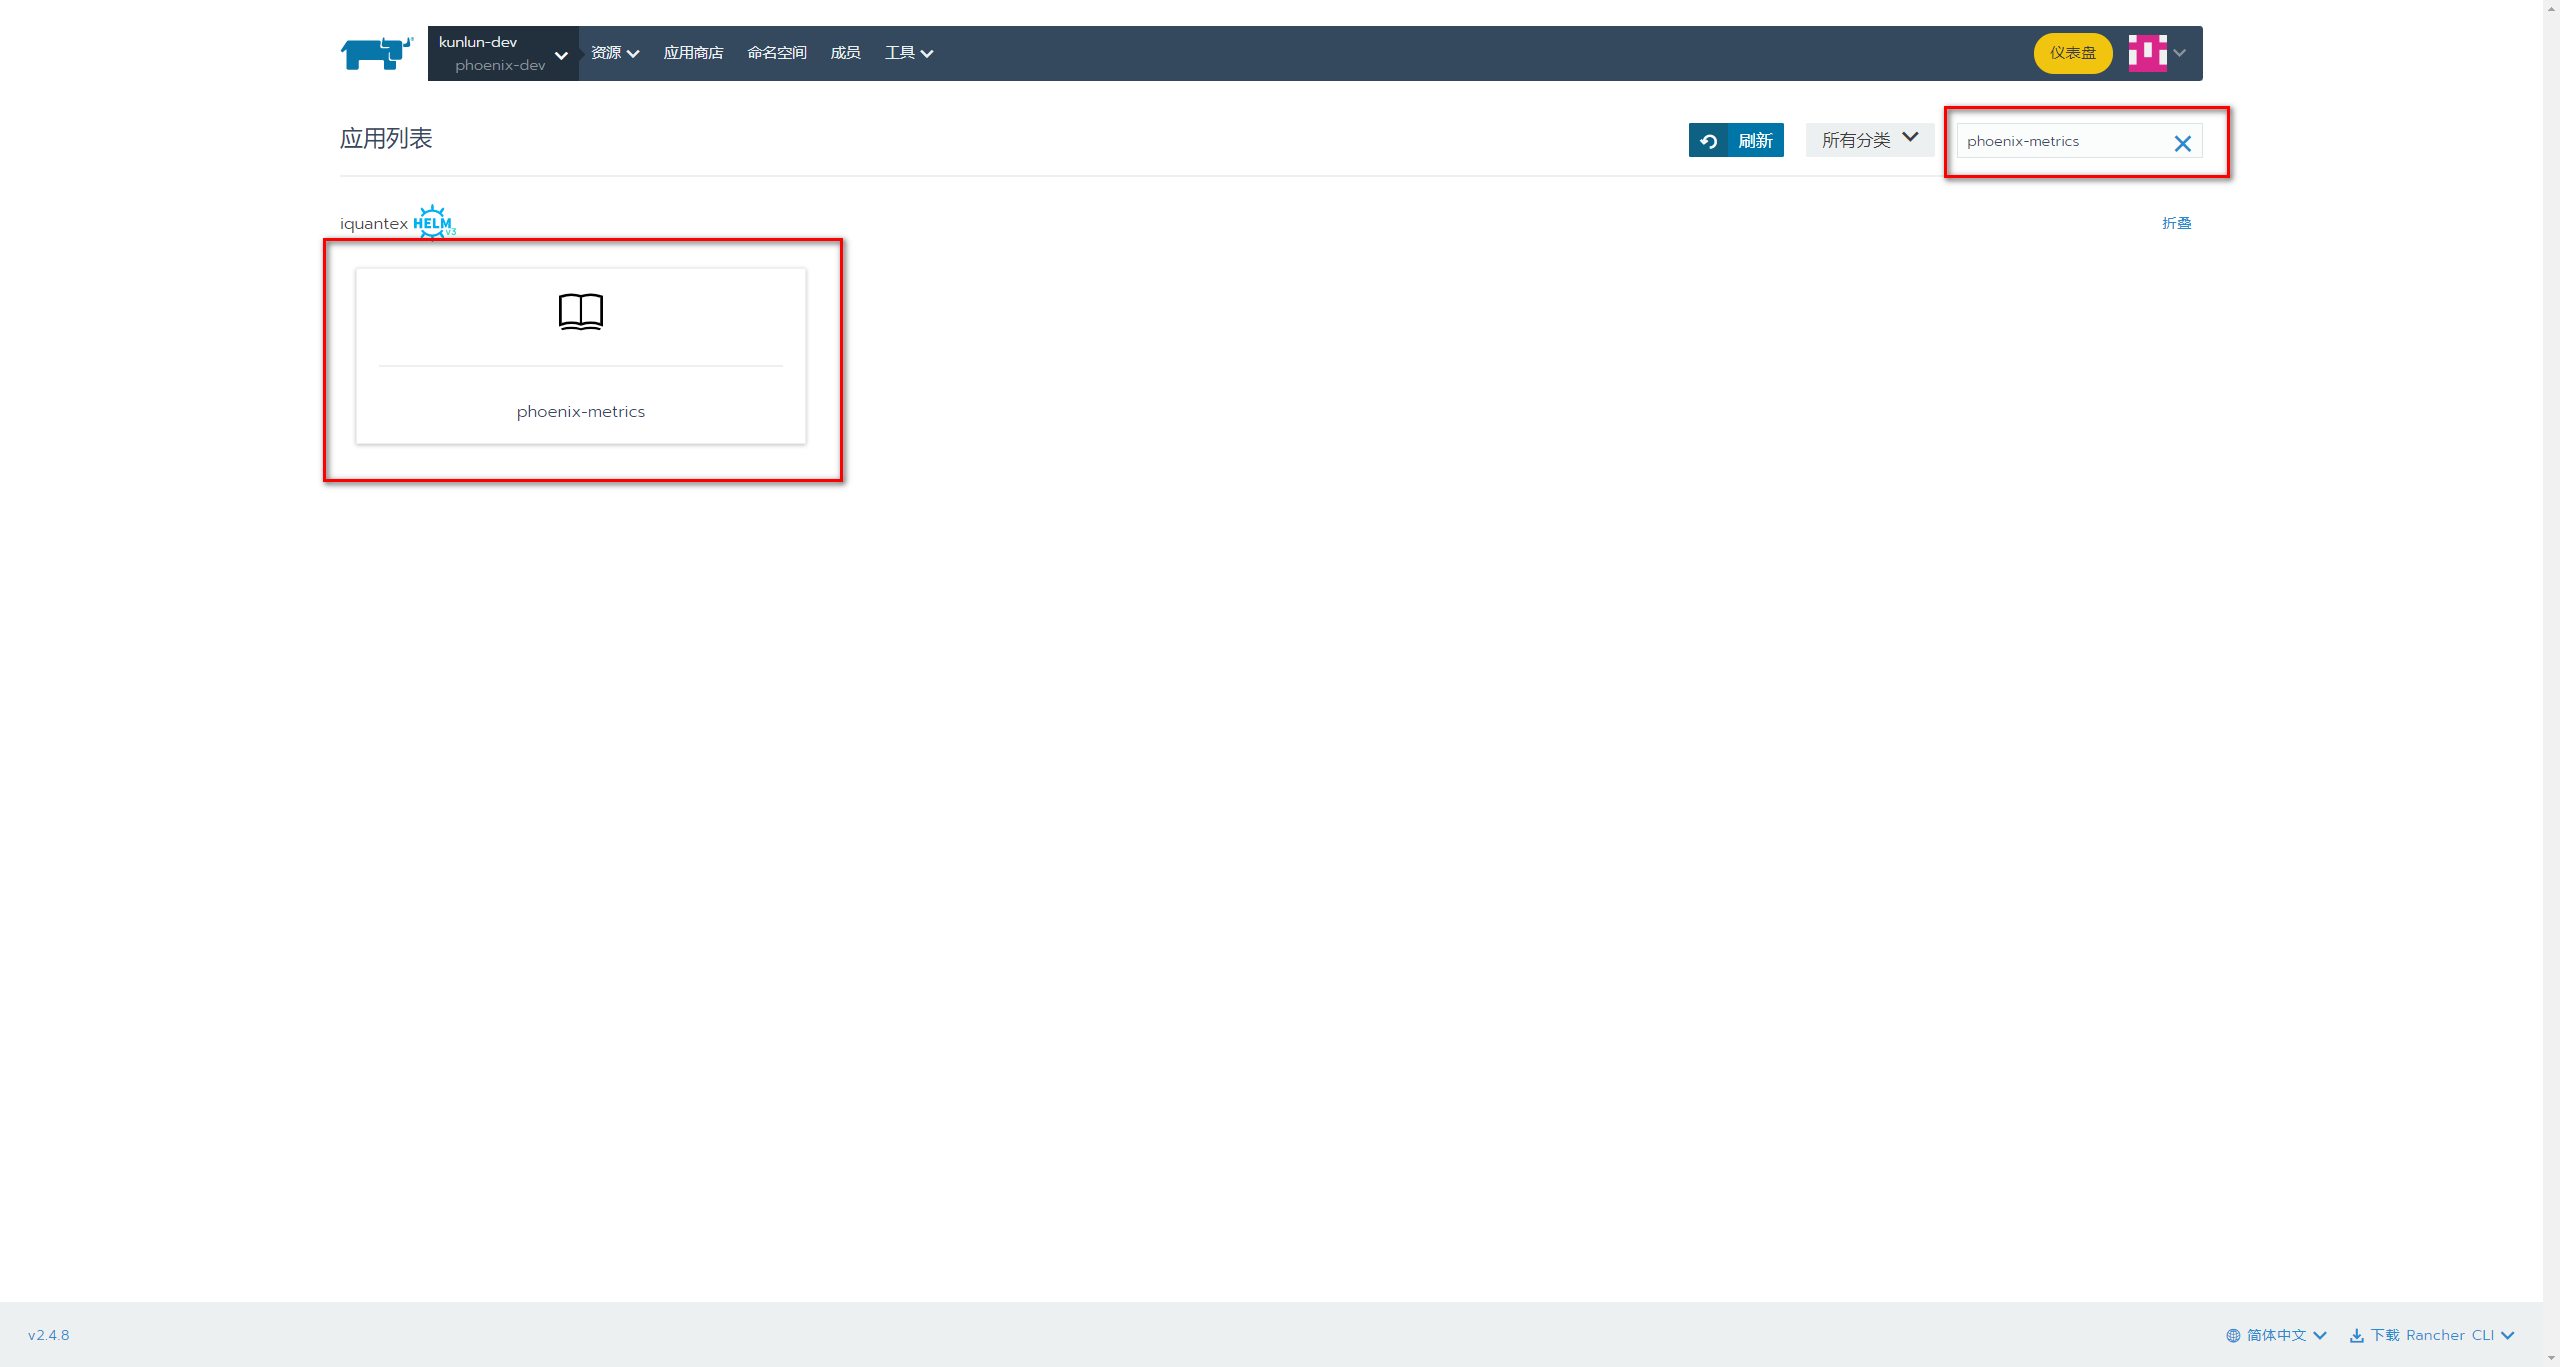 kunlun-dev
phoenix-dev
资源 应用商店 命名空间 成员 工具 仪表盘
应用列表 刷新 所有分类 phoenix-metrics
iquantex HELM v3 折叠
phoenix-metrics
v2.4.8 简体中文 下载 Rancher CLI